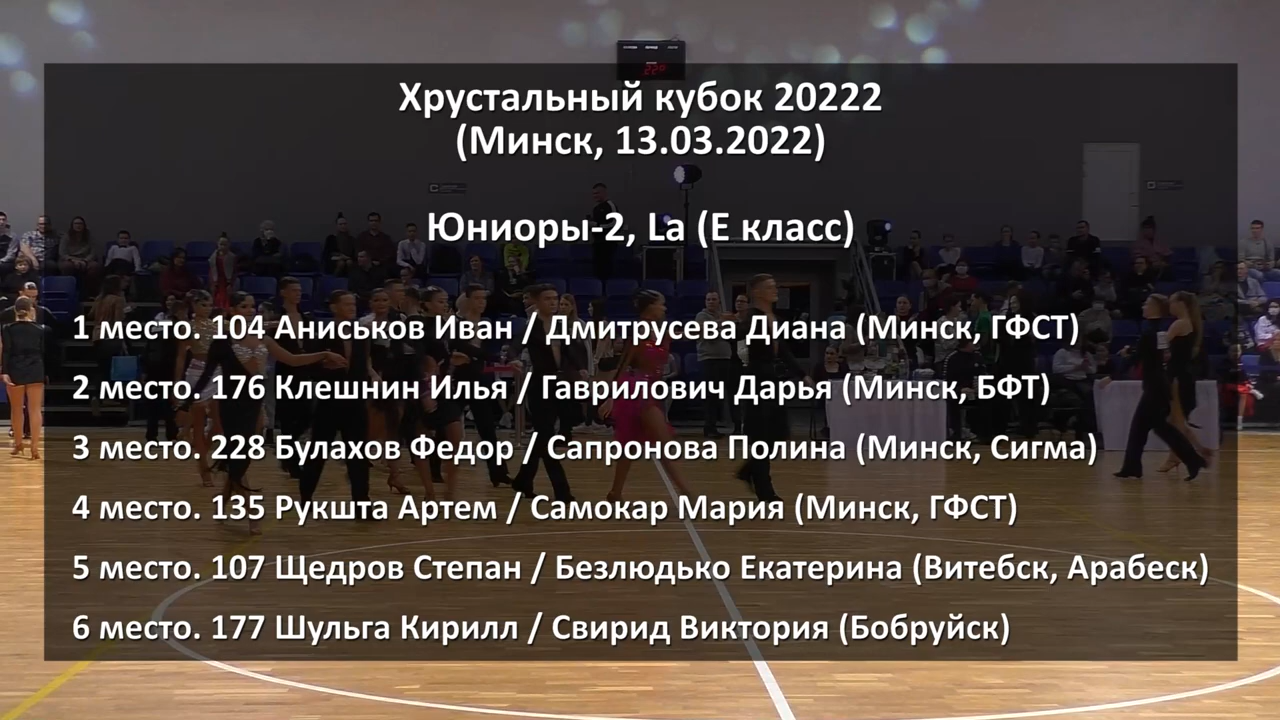 Хрустальный кубок 20222
(Минск, 13.03.2022)
Юниоры-2, La (E класс)
1 место. 104 Аниськов Иван / Дмитрусева Диана (Минск, ГФСТ)
2 место. 176 Клешнин Илья / Гаврилович Дарья (Минск, БФТ)
3 место. 228 Булахов Федор / Сапронова Полина (Минск, Сигма)
4 место. 135 Рукшта Артем / Самокар Мария (Минск, ГФСТ)
5 место. 107 Щедров Степан / Безлюдько Екатерина (Витебск, Арабеск)
6 место. 177 Шульга Кирилл / Свирид Виктория (Бобруйск)